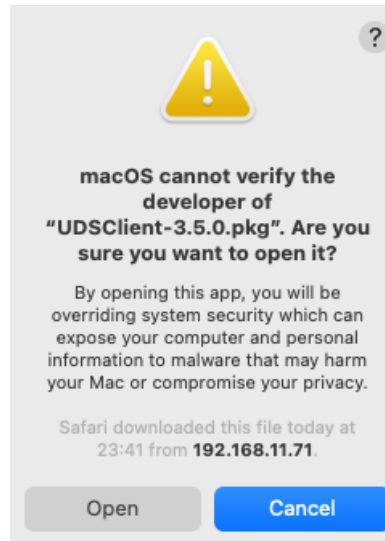 ?
macOS cannot verify the
developer of
“UDSClient-3.5.0.pkg”. Are you
sure you want to open it?
By opening this app, you will be
overriding system security which can
expose your computer and personal
information to malware that may harm
your Mac or compromise your privacy.
Safari downloaded this file today at
23:41 from 192.168.11.71.
Open Cancel